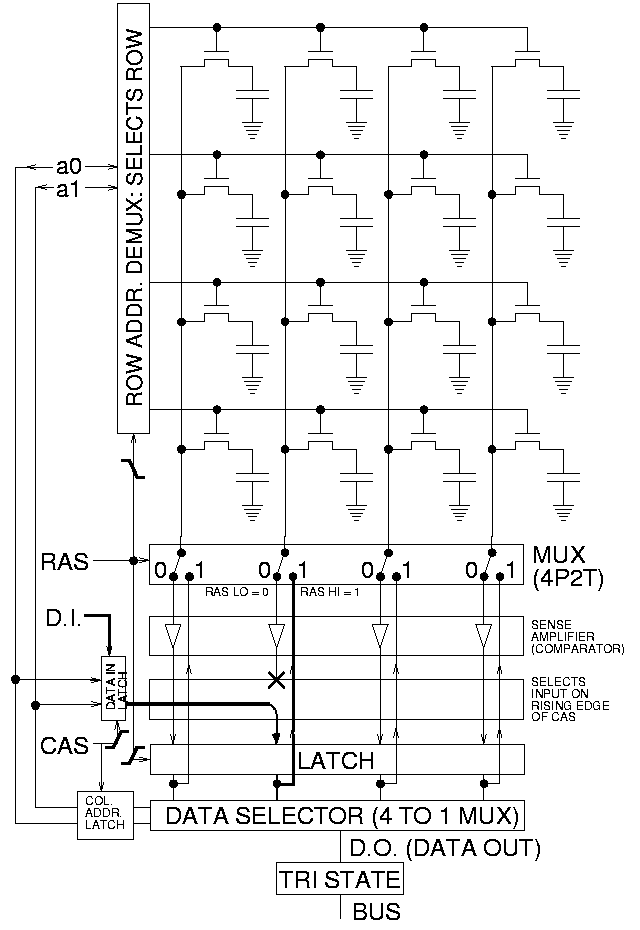 ROW ADDR. DEMUX: SELECTS ROW
a0
a1
RAS
0 1
0 1
0 1
0 1
MUX
(4P2T)
RAS LO = 0
RAS HI = 1
D.I.
SENSE
AMPLIFIER
(COMPARATOR)
DATA IN
LATCH
SELECTS
INPUT ON
RISING EDGE
OF CAS
CAS
LATCH
COL.
ADDR.
LATCH
DATA SELECTOR (4 TO 1 MUX)
D.O. (DATA OUT)
TRI STATE
BUS